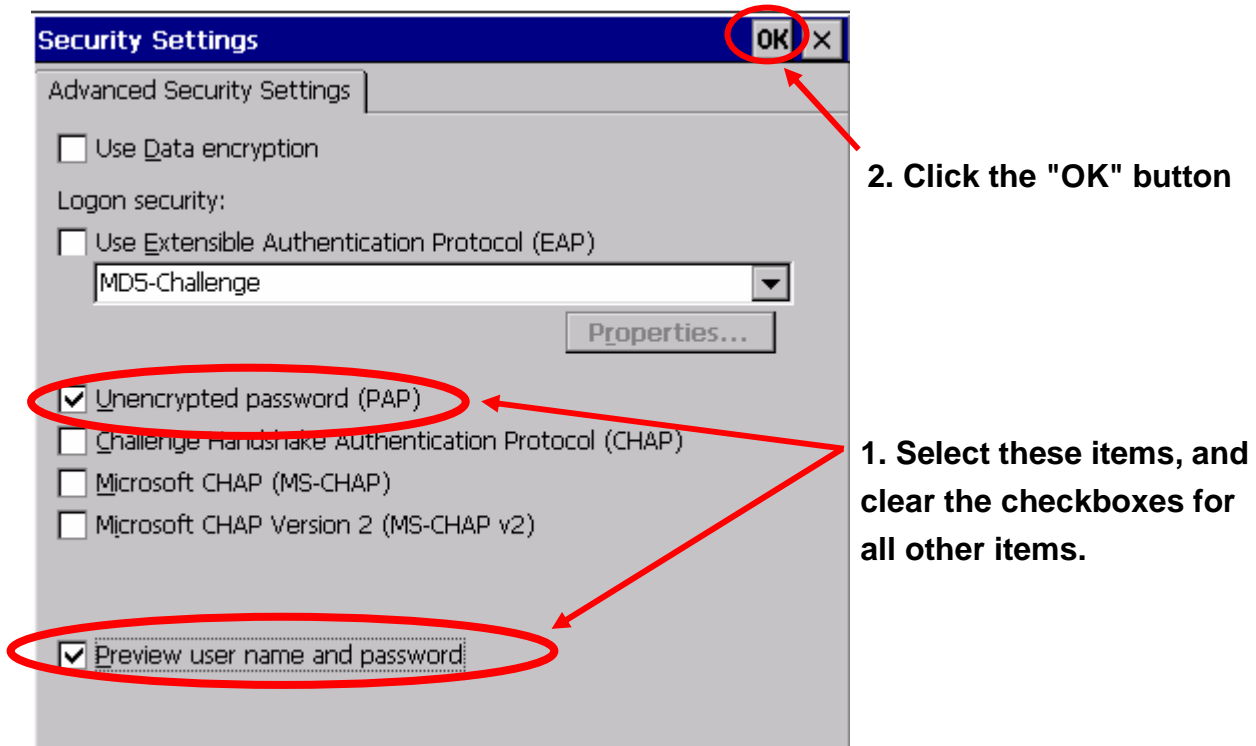 Security Settings OK ×
Advanced Security Settings
Use Data encryption
2. Click the "OK" button
Logon security:
Use Extensible Authentication Protocol (EAP)
MD5-Challenge
Properties...
Unencrypted password (PAP)
Challenge Handshake Authentication Protocol (CHAP)
1. Select these items, and
clear the checkboxes for
all other items.
Microsoft CHAP (MS-CHAP)
Microsoft CHAP Version 2 (MS-CHAP v2)
Preview user name and password